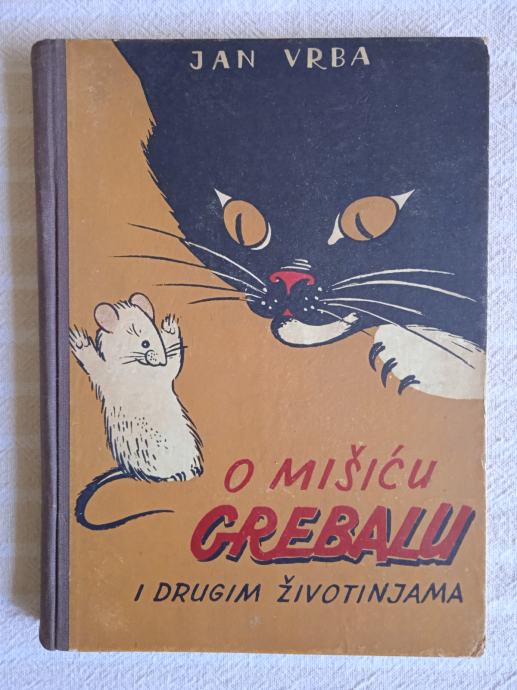 JAN VRBA
O MIŠIĆU
GREBALU
I DRUGIM ŽIVOTINJAMA